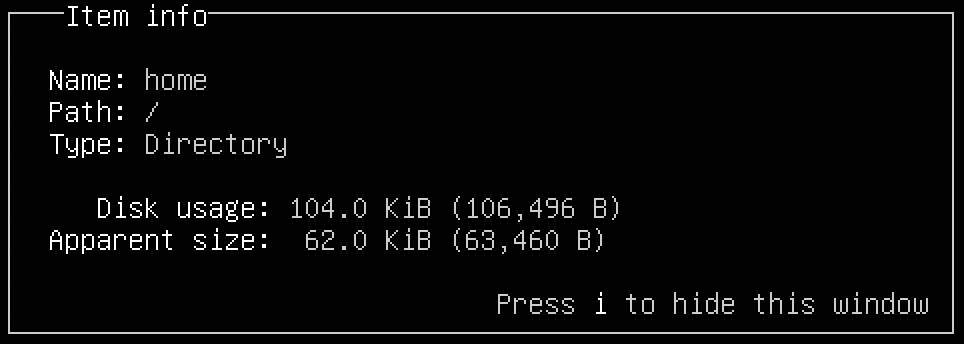 Item info
Name: home
Path: /
Type: Directory
Disk usage: 104.0 KiB (106,496 B)
Apparent size: 62.0 KiB (63,460 B)
Press i to hide this window